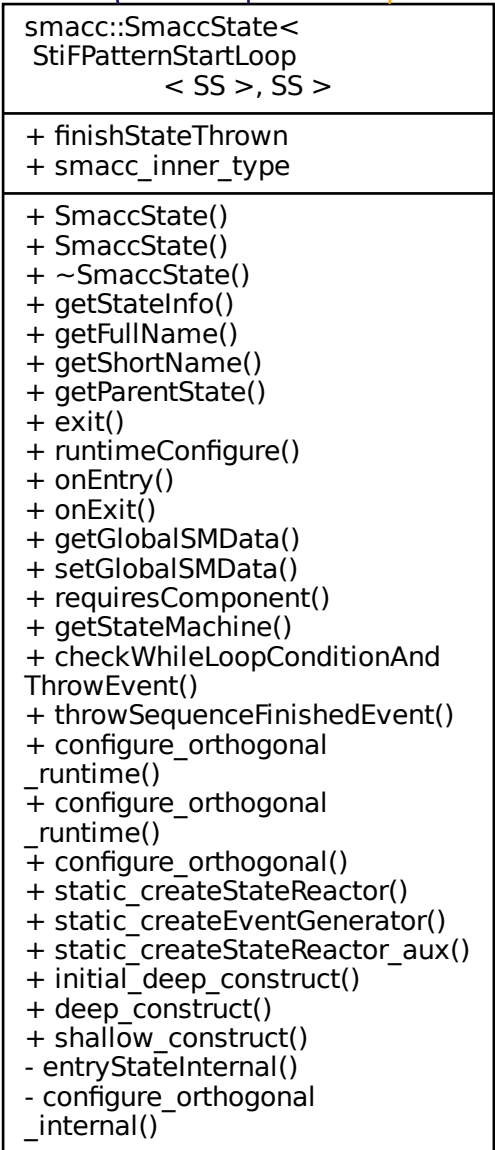 smacc::SmaccState<
StiFPatternStartLoop
< SS >, SS >
+ finishStateThrown
+ smacc_inner_type
+ SmaccState()
+ SmaccState()
+ ~SmaccState()
+ getStateInfo()
+ getFullName()
+ getShortName()
+ getParentState()
+ exit()
+ runtimeConfigure()
+ onEntry()
+ onExit()
+ getGlobalSMData()
+ setGlobalSMData()
+ requiresComponent()
+ getStateMachine()
+ checkWhileLoopConditionAnd
ThrowEvent()
+ throwSequenceFinishedEvent()
+ configure_orthogonal
_runtime()
+ configure_orthogonal
_runtime()
+ configure_orthogonal()
+ static_createStateReactor()
+ static_createEventGenerator()
+ static_createStateReactor_aux()
+ initial_deep_construct()
+ deep_construct()
+ shallow_construct()
- entryStateInternal()
- configure_orthogonal
_internal()